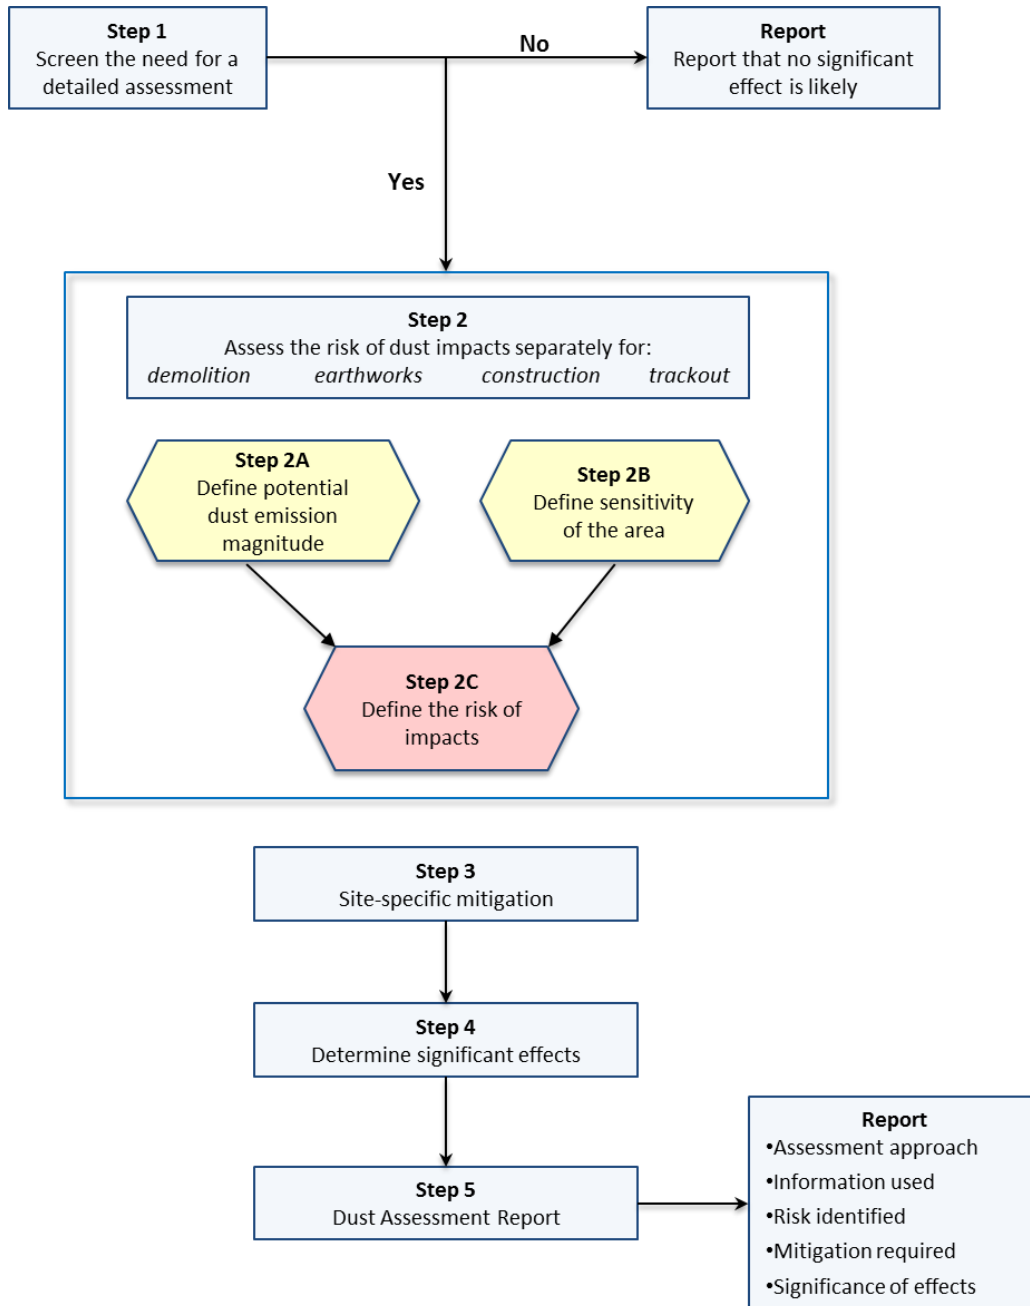 Step 1
Screen the need for a
detailed assessment
No
Report
Report that no significant
effect is likely
Yes
Step 2
Assess the risk of dust impacts separately for:
demolition earthworks construction trackout
Step 2A
Define potential
dust emission
magnitude
Step 2B
Define sensitivity
of the area
Step 2C
Define the risk of
impacts
Step 3
Site-specific mitigation
Step 4
Determine significant effects
Step 5
Dust Assessment Report
Report
•Assessment approach
•Information used
•Risk identified
•Mitigation required
•Significance of effects